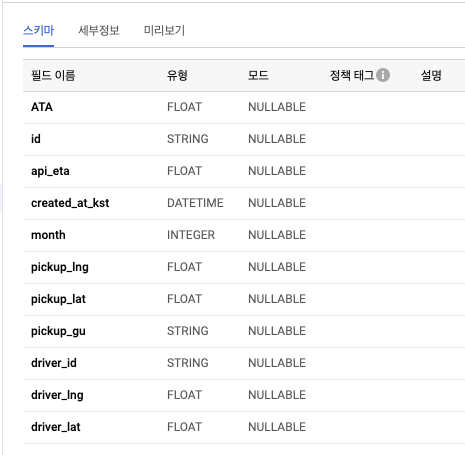 스키마 세부정보 미리보기
필드 이름 유형 모드 정책 태그 설명
ATA FLOAT NULLABLE
id STRING NULLABLE
api_eta FLOAT NULLABLE
created_at_kst DATETIME NULLABLE
month INTEGER NULLABLE
pickup_lng FLOAT NULLABLE
pickup_lat FLOAT NULLABLE
pickup_gu STRING NULLABLE
driver_id STRING NULLABLE
driver_lng FLOAT NULLABLE
driver_lat FLOAT NULLABLE